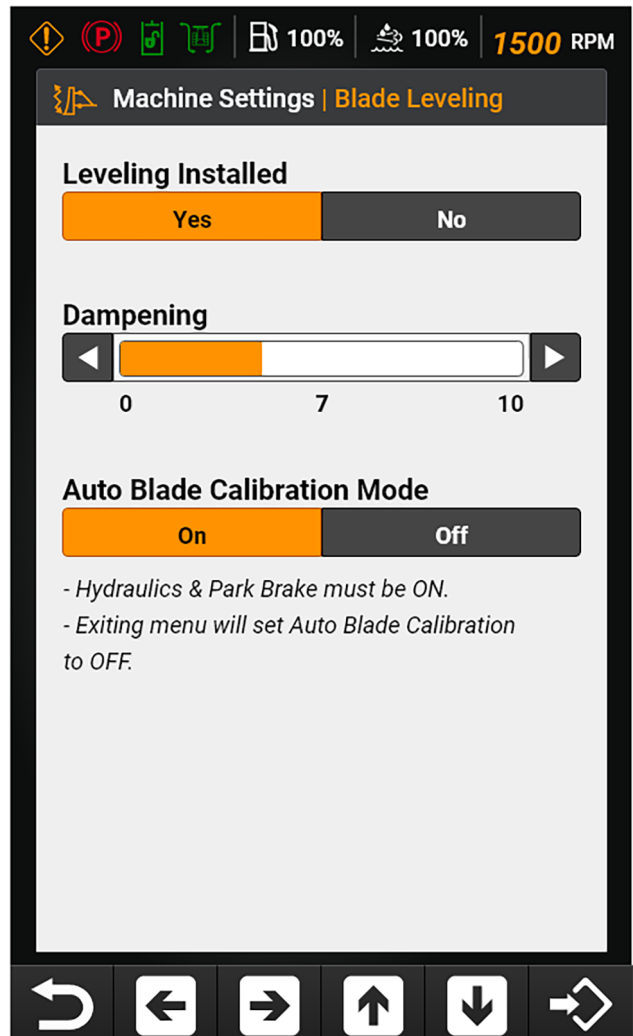 (P) 100% 100% 1500 RPM
Machine Settings | Blade Leveling
Leveling Installed
Yes No
Dampening
0 7 10
Auto Blade Calibration Mode
On Off
- Hydraulics & Park Brake must be ON.
- Exiting menu will set Auto Blade Calibration
to OFF.